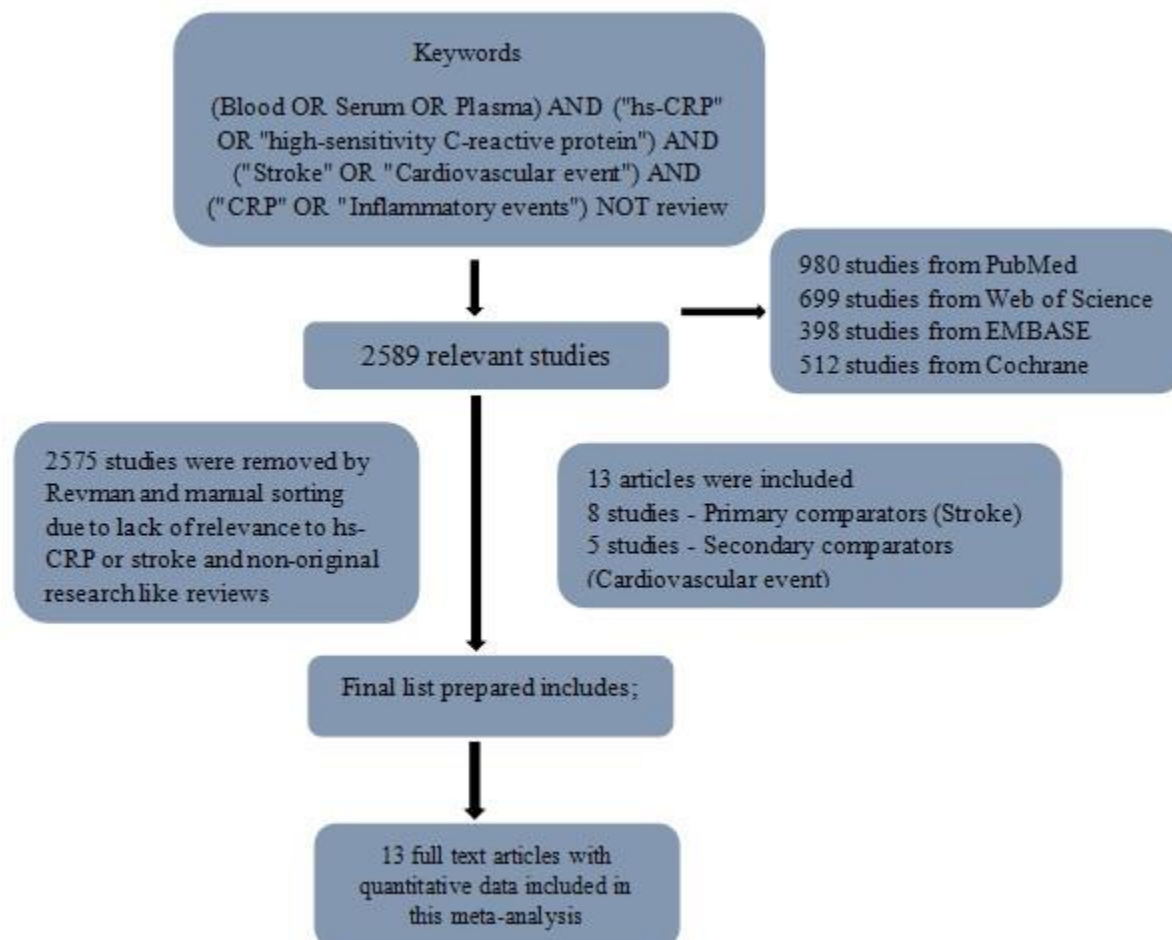 Keywords
(Blood OR Serum OR Plasma) AND ("hs-CRP"
OR "high-sensitivity C-reactive protein") AND
("Stroke" OR "Cardiovascular event") AND
("CRP" OR "Inflammatory events") NOT review
980 studies from PubMed
699 studies from Web of Science
398 studies from EMBASE
512 studies from Cochrane
2589 relevant studies
2575 studies were removed by
Revman and manual sorting
due to lack of relevance to hs-
CRP or stroke and non-original
research like reviews
13 articles were included
8 studies - Primary comparators (Stroke)
5 studies - Secondary comparators
(Cardiovascular event)
Final list prepared includes;
13 full text articles with
quantitative data included in
this meta-analysis